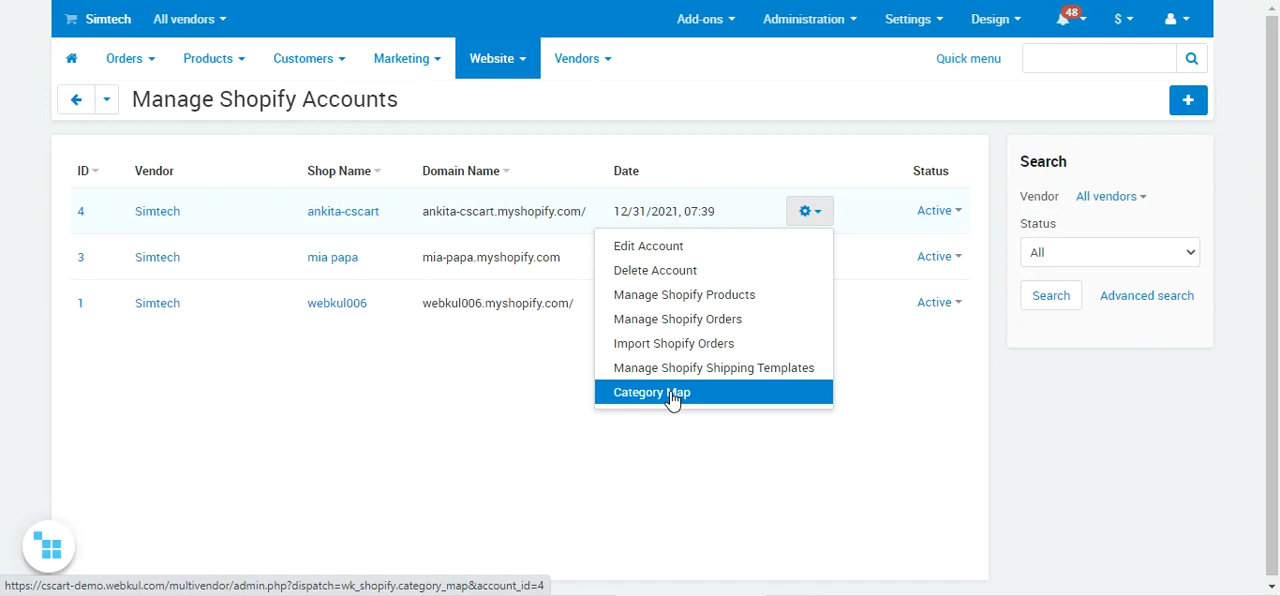 Simtech All vendors Add-ons Administration Settings Design 48 $
Orders Products Customers Marketing Website Vendors Quick menu
Manage Shopify Accounts
ID Vendor Shop Name Domain Name Date Status
4 Simtech ankita-cscart ankita-cscart.myshopify.com/ 12/31/2021, 07:39 Active
3 Simtech mia papa mia-papa.myshopify.com Active
1 Simtech webkul006 webkul006.myshopify.com/ Active
Edit Account
Delete Account
Manage Shopify Products
Manage Shopify Orders
Import Shopify Orders
Manage Shopify Shipping Templates
Category Map
Search
Vendor All vendors
Status
All
Search Advanced search
https://cscart-demo.webkul.com/multivendor/admin.php?dispatch=wk_shopify.category_map&account_id=4